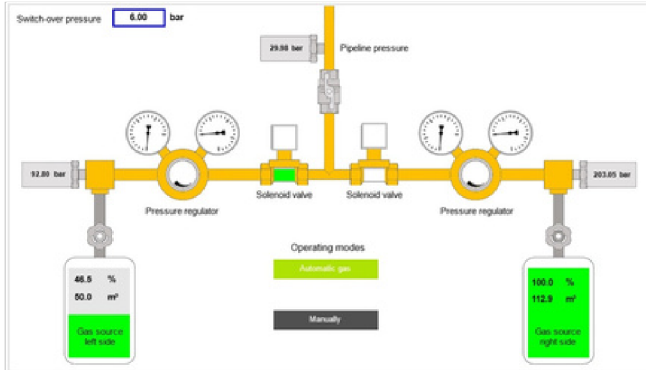 Switch-over pressure 6.00 bar
29.98 bar Pipeline pressure
92.80 bar
203.05 bar
Solenoid valve
Solenoid valve
Pressure regulator
Pressure regulator
Operating modes
Automatic gas
Manually
46.5 %
50.0 m³
Gas source
left side
100.0 %
112.9 m³
Gas source
right side